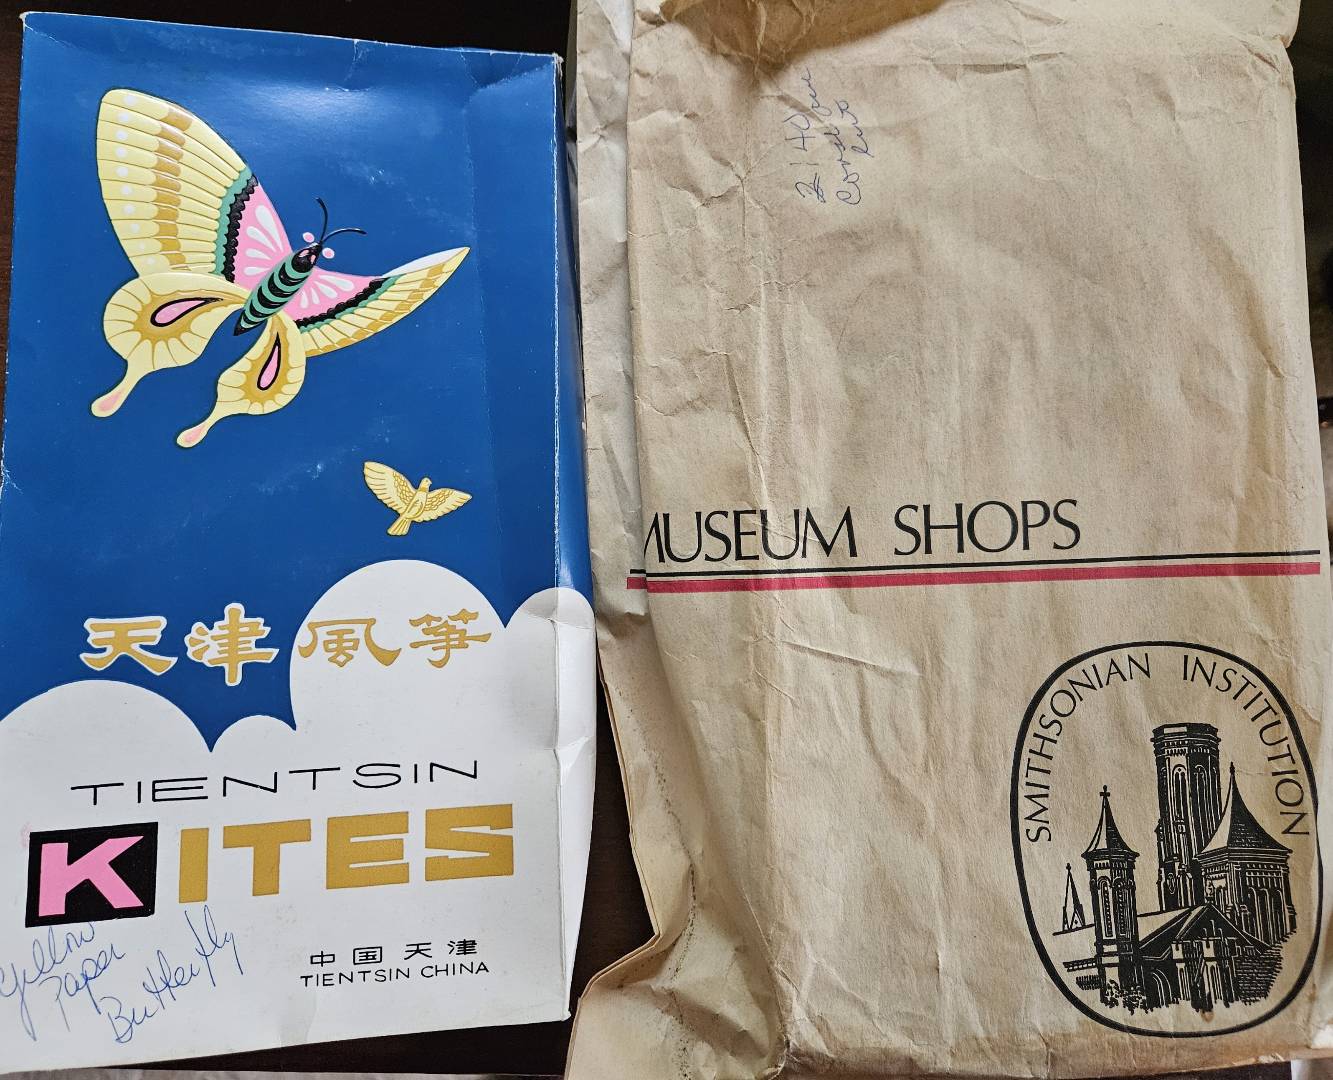 天津風箏
TIENTSIN
KITES
中国天津
TIENTSIN CHINA
Yellow
Paper
Butterfly
MUSEUM SHOPS
SMITHSONIAN INSTITUTION